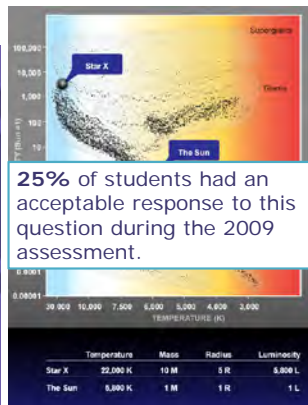 Supergiants
100,000
10,000
Star X
1,000
Giants
100
10
The Sun
25% of students had an
acceptable response to this
question during the 2009
assessment.
0.0001
0.00001
30,000 10,000 7,500 6,000 5,000 4,000 3,000
TEMPERATURE (K)
Temperature Mass Radius Luminosity
Star X 22,000 K 10 M 5 R 5,800 L
The Sun 5,800 K 1 M 1 R 1 L